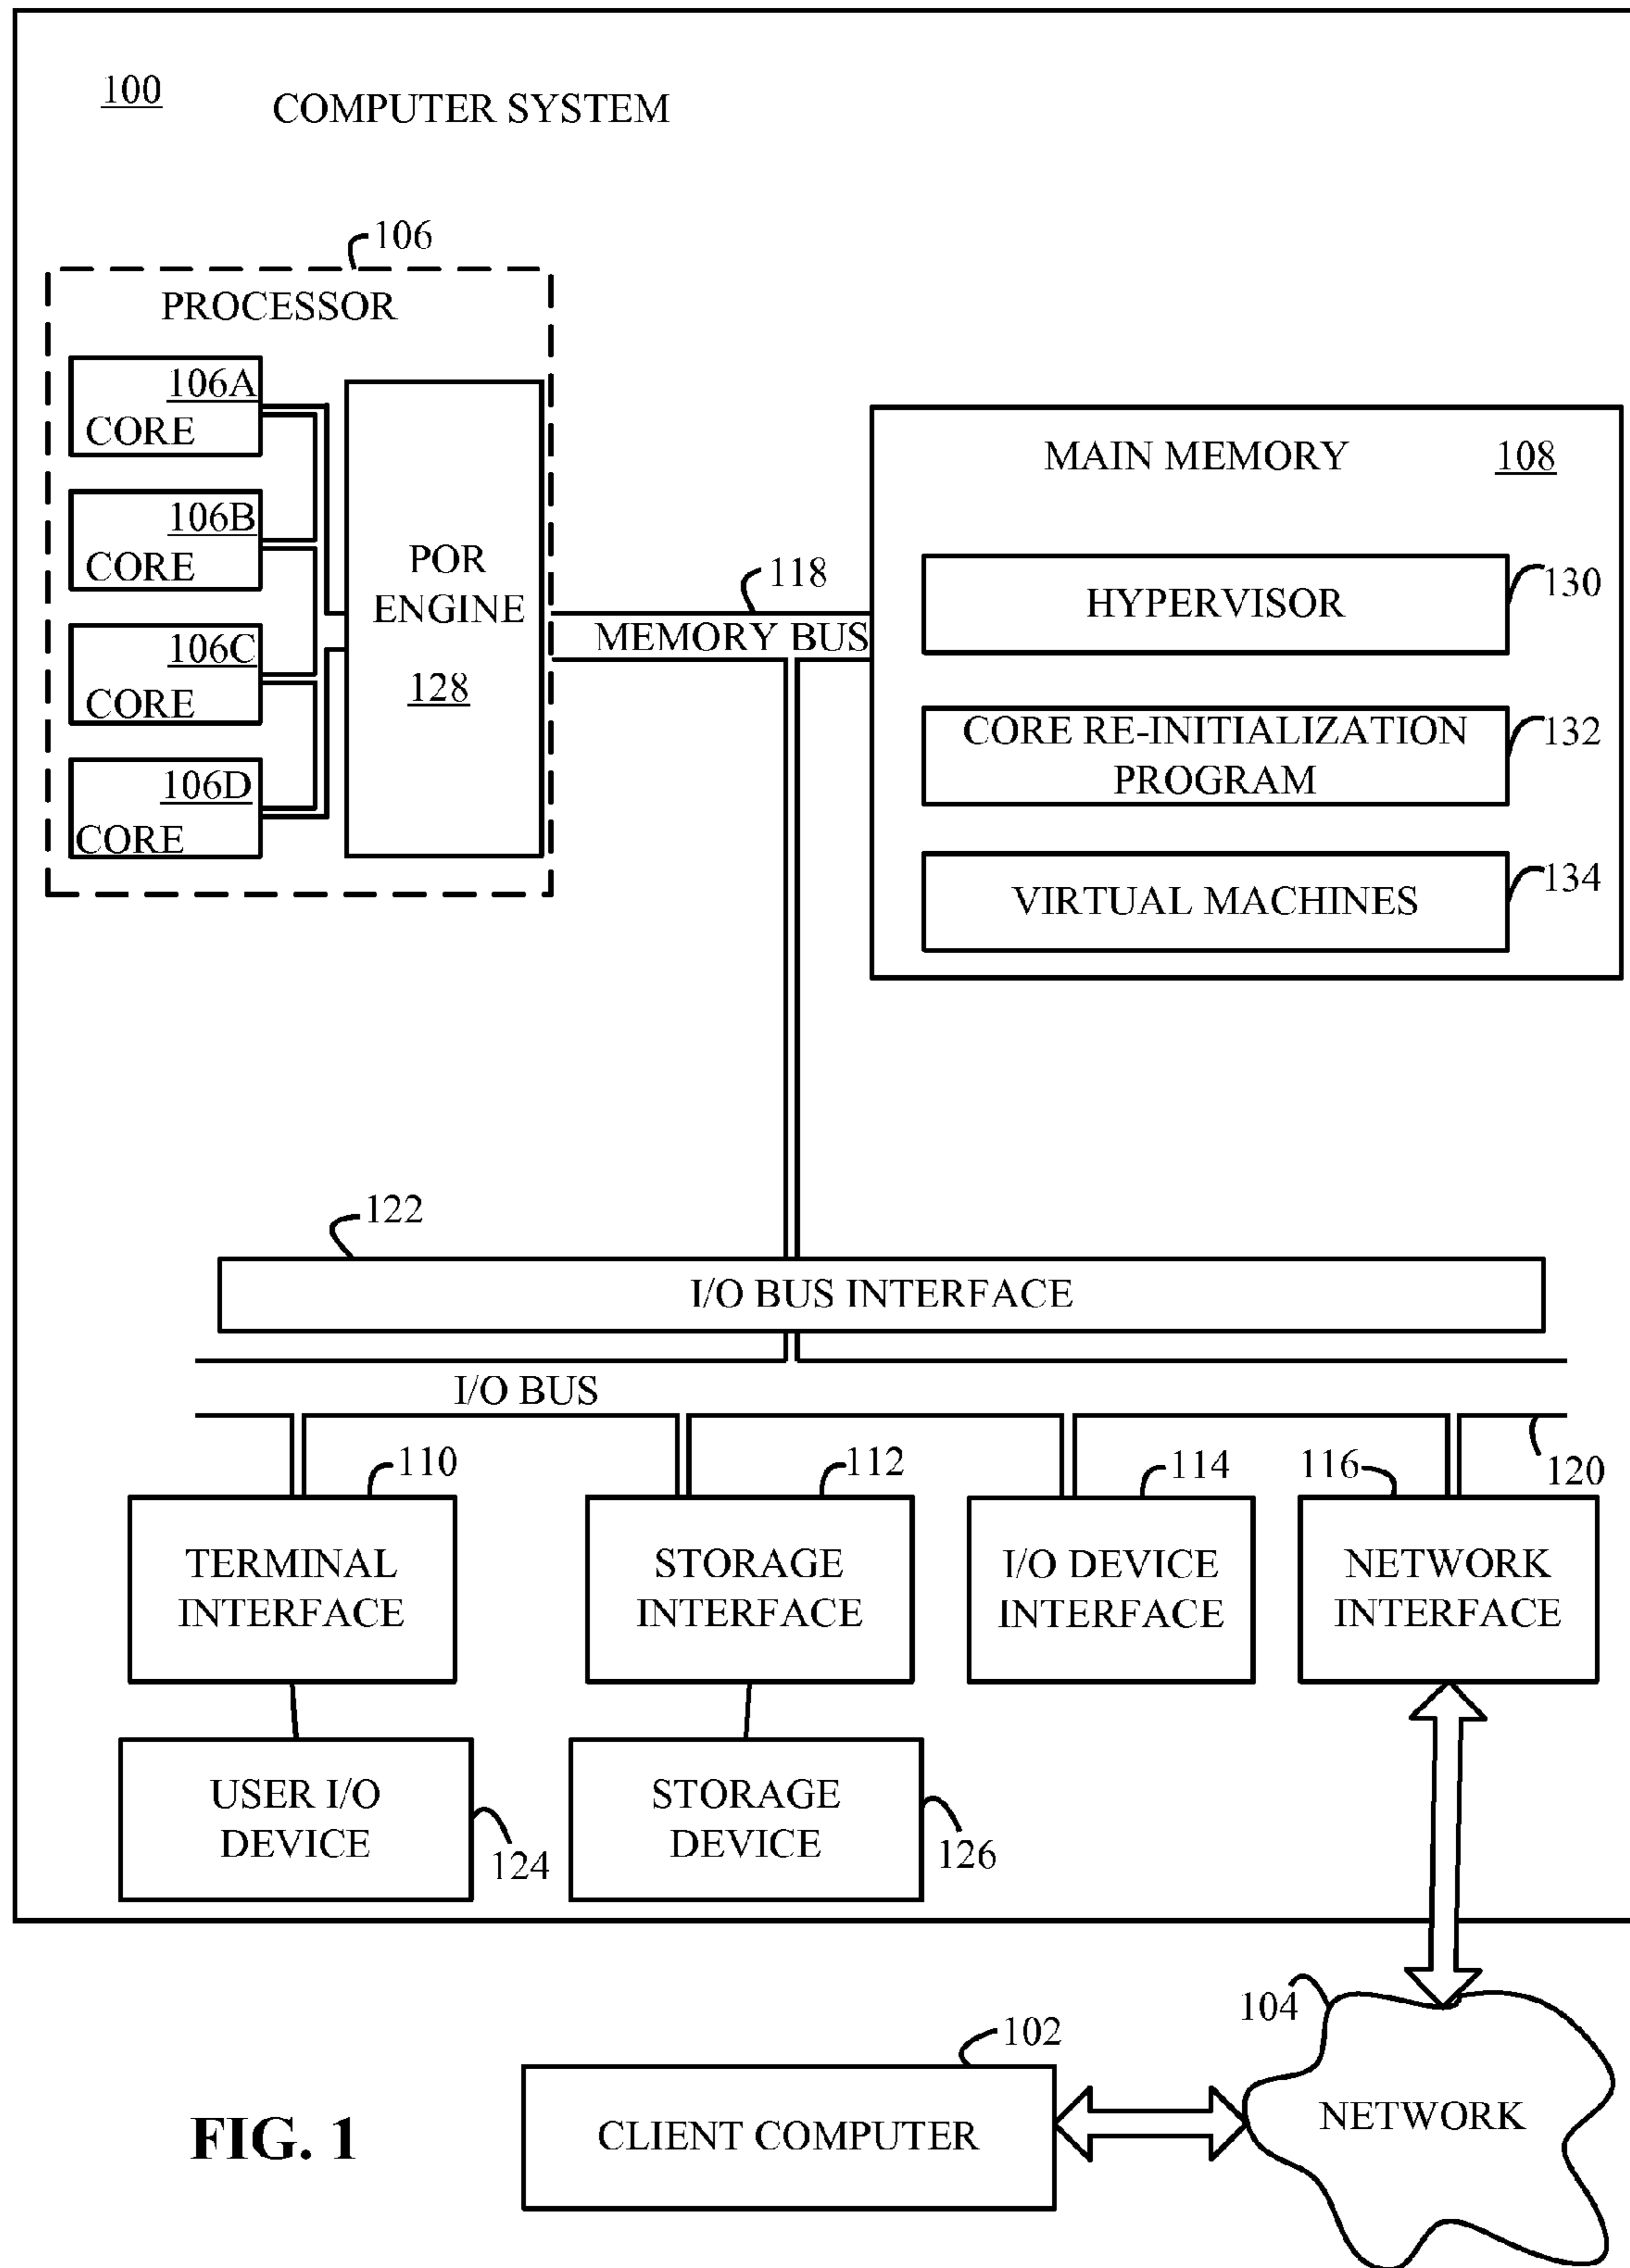 100
COMPUTER SYSTEM
106
PROCESSOR
106A
CORE
106B
CORE
106C
CORE
106D
CORE
POR
ENGINE
128
118
MEMORY BUS
MAIN MEMORY 108
HYPERVISOR
130
CORE RE-INITIALIZATION
PROGRAM
132
VIRTUAL MACHINES
134
122
I/O BUS INTERFACE
I/O BUS
120
110
TERMINAL
INTERFACE
112
STORAGE
INTERFACE
114
I/O DEVICE
INTERFACE
116
NETWORK
INTERFACE
USER I/O
DEVICE
124
STORAGE
DEVICE
126
104
NETWORK
102
CLIENT COMPUTER
FIG. 1